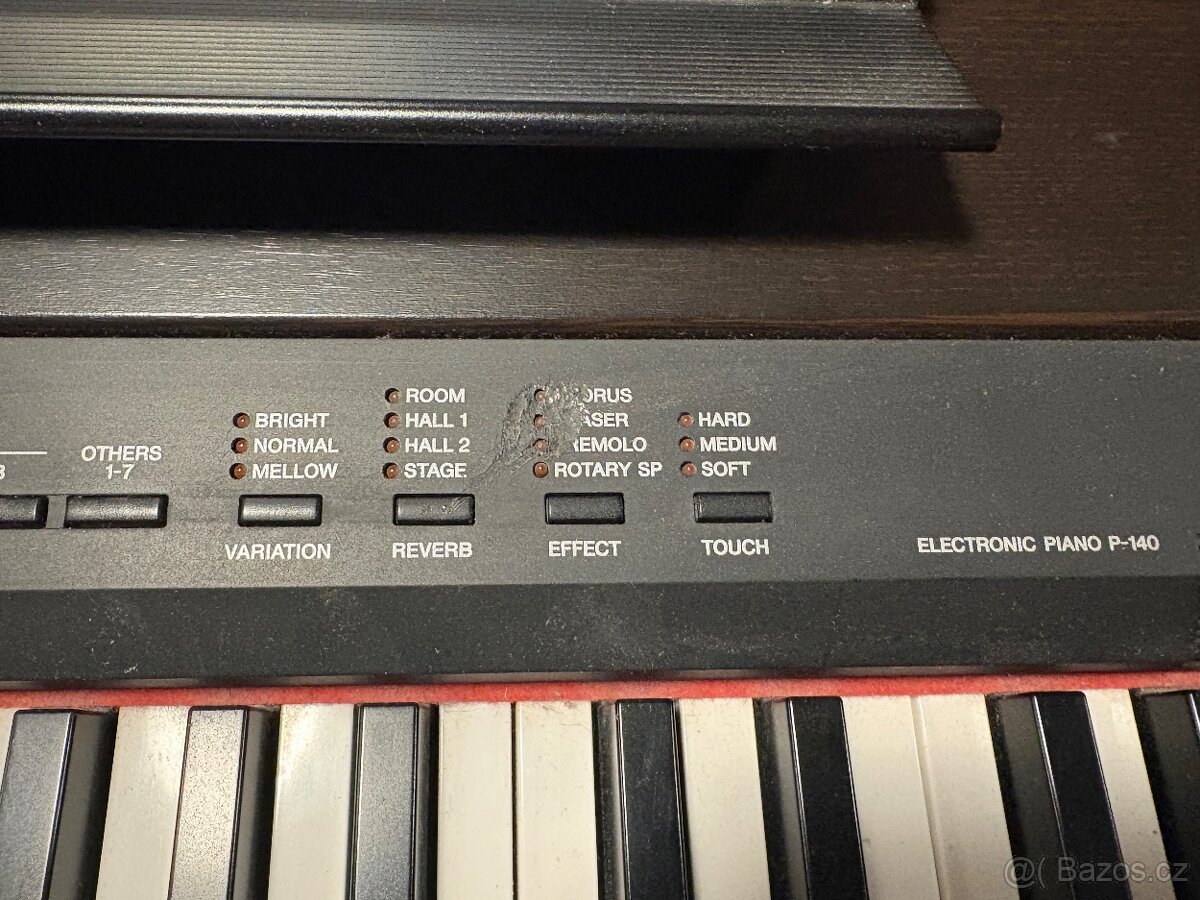 ROOM
BRIGHT HALL 1 HARD
NORMAL HALL 2 MEDIUM
OTHERS
1-7
MELLOW STAGE ROTARY SP SOFT
VARIATION REVERB EFFECT TOUCH
ELECTRONIC PIANO P-140
@( Bazos.cz